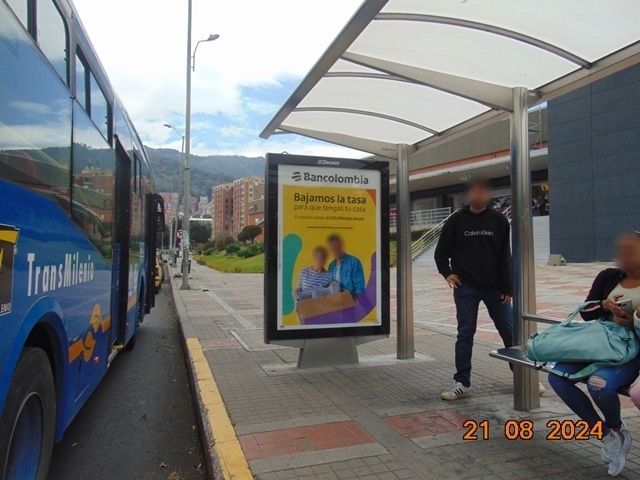 JCDecaux
Bancolombia
Bajamos la tasa
para que tengas tu casa
TransMilenio
Calvin Klein
21 08 2024